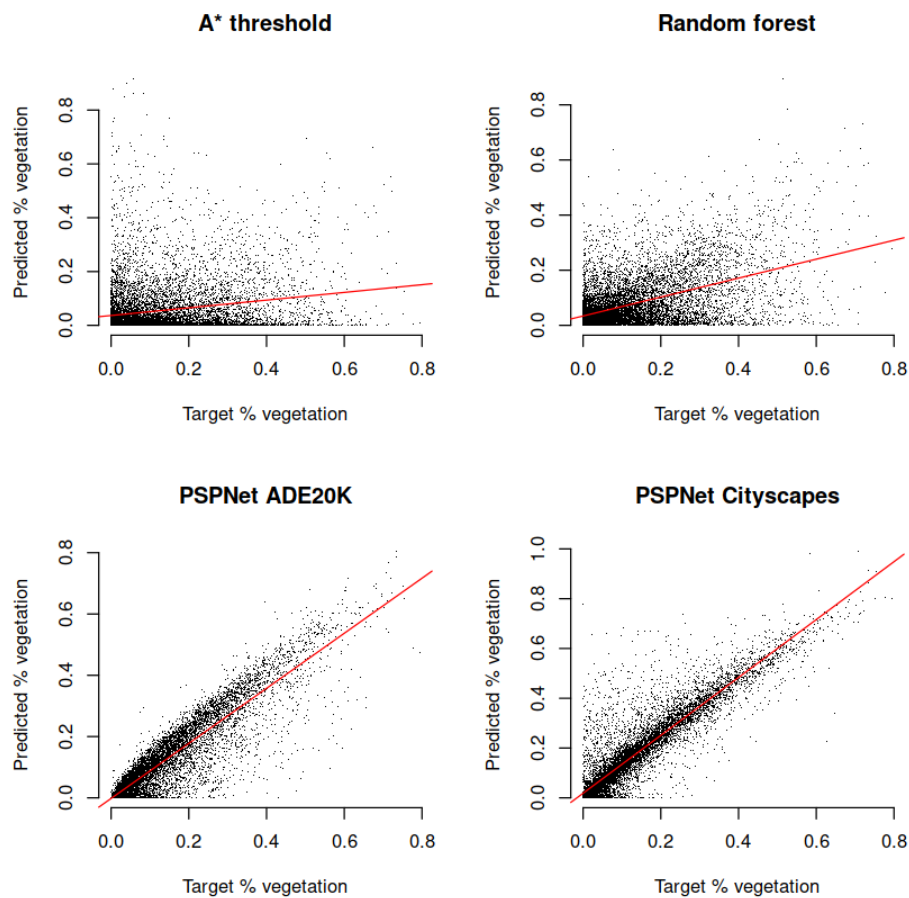 A* threshold
Predicted % vegetation
0.0 0.2 0.4 0.6 0.8
0.0 0.2 0.4 0.6 0.8
Target % vegetation
Random forest
Predicted % vegetation
0.0 0.2 0.4 0.6 0.8
0.0 0.2 0.4 0.6 0.8
Target % vegetation
PSPNet ADE20K
Predicted % vegetation
0.0 0.2 0.4 0.6 0.8
0.0 0.2 0.4 0.6 0.8
Target % vegetation
PSPNet Cityscapes
Predicted % vegetation
0.0 0.2 0.4 0.6 0.8 1.0
0.0 0.2 0.4 0.6 0.8
Target % vegetation